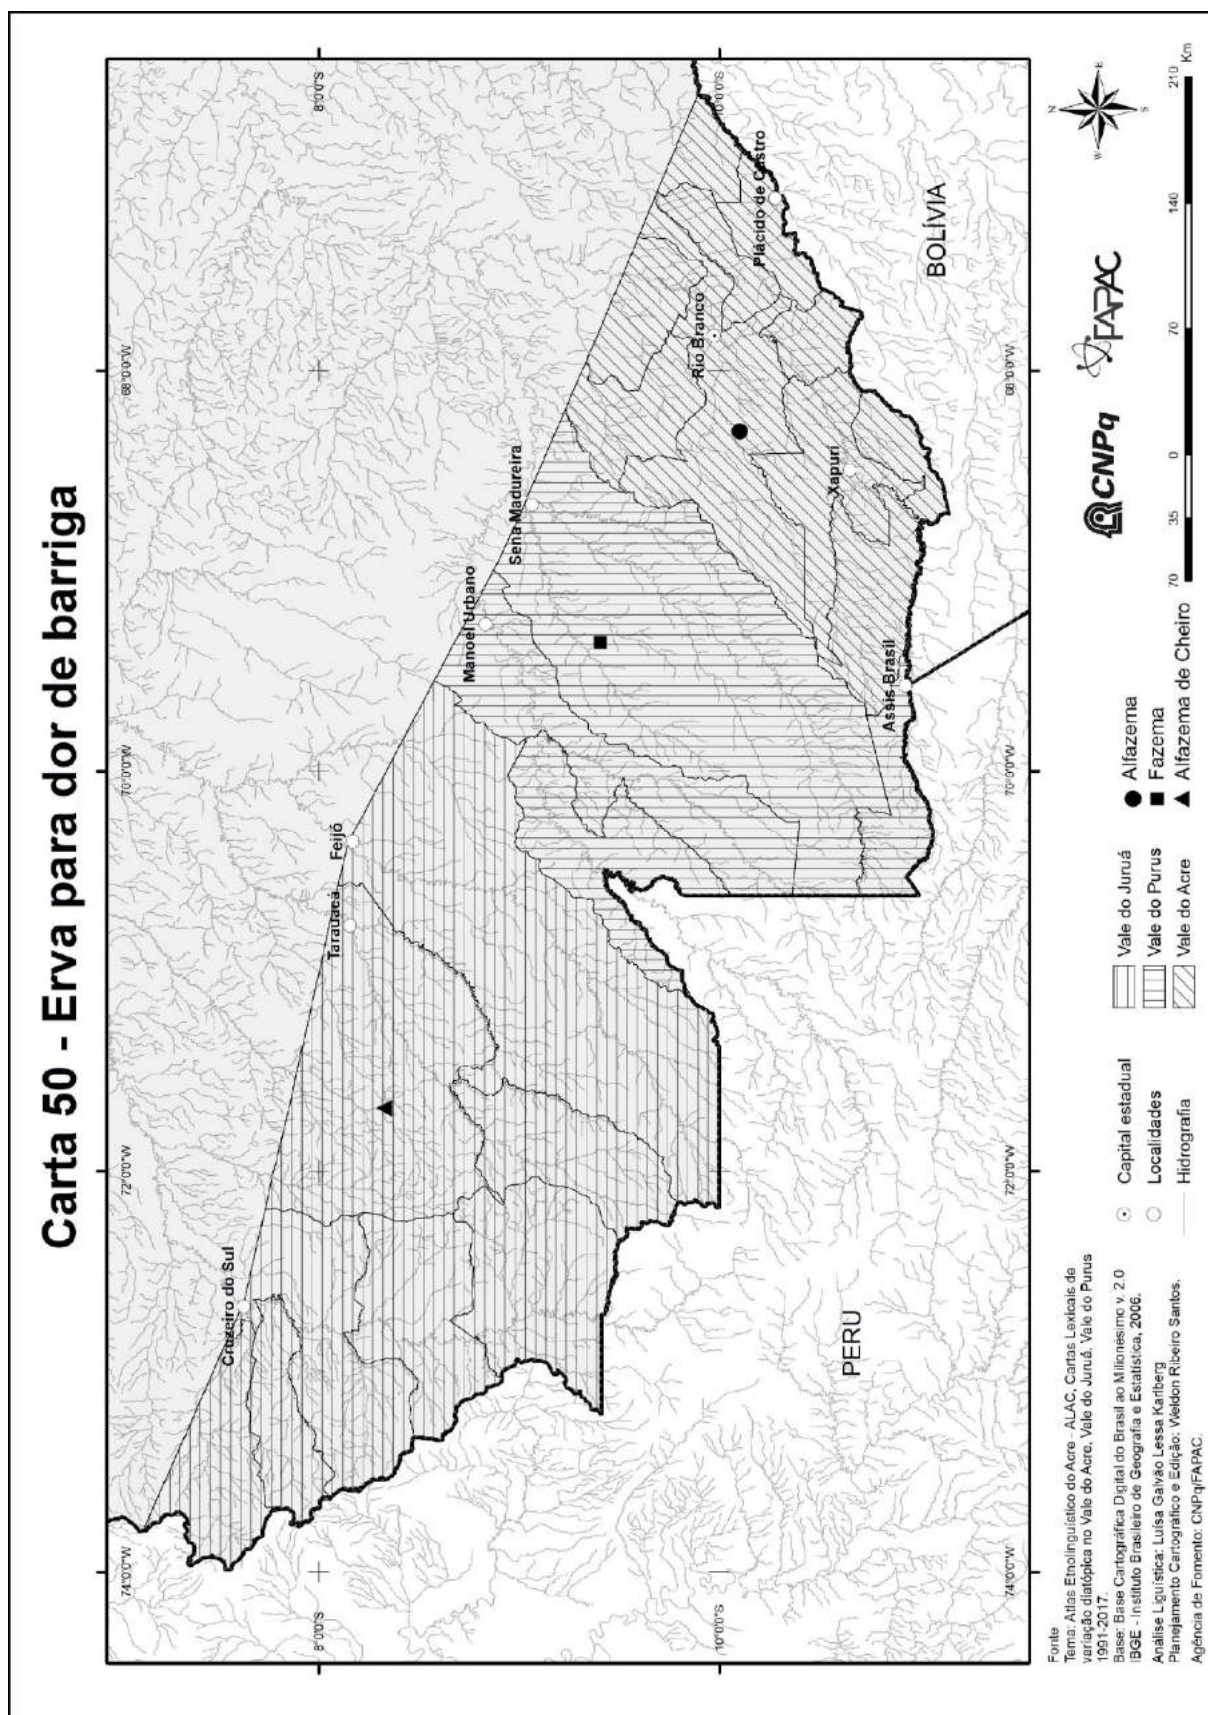 Carta 50 - Erva para dor de barriga
74°0'0"W
72°0'0"W
70°0'0"W
68°0'0"W
8°0'0"S
8°0'0"S
Cruzeiro do Sul
Tarauacá
Feijó
Manoel Urbano
Sena Madureira
Rio Branco
Plácido de Castro
Xapuri
Assis Brasil
10°0'0"S
0°0'0"S
PERU
BOLÍVIA
74°0'0"W
72°0'0"W
70°0'0"W
68°0'0"W
Fonte
Tema: Atlas Etnolinguístico do Acre - ALAC, Cartas Lexicais de
variação diatópica no Vale do Acre, Vale do Juruá, Vale do Purus
1991-2017.
Base: Base Cartográfica Digital do Brasil ao Milionésimo v. 2.0
IBGE - Instituto Brasileiro de Geografia e Estatística, 2006.
Análise Liguística: Luísa Galvão Lessa Karlberg
Planejamento Cartográfico e Edição: Weldon Ribeiro Santos.
Agência de Fomento: CNPq/FAPAC.
Capital estadual
Localidades
Hidrografia
Vale do Juruá
Vale do Purus
Vale do Acre
Alfazema
Fazema
Alfazema de Cheiro
CNPq
FAPAC
N
W
E
S
70
35
0
70
140
210
Km